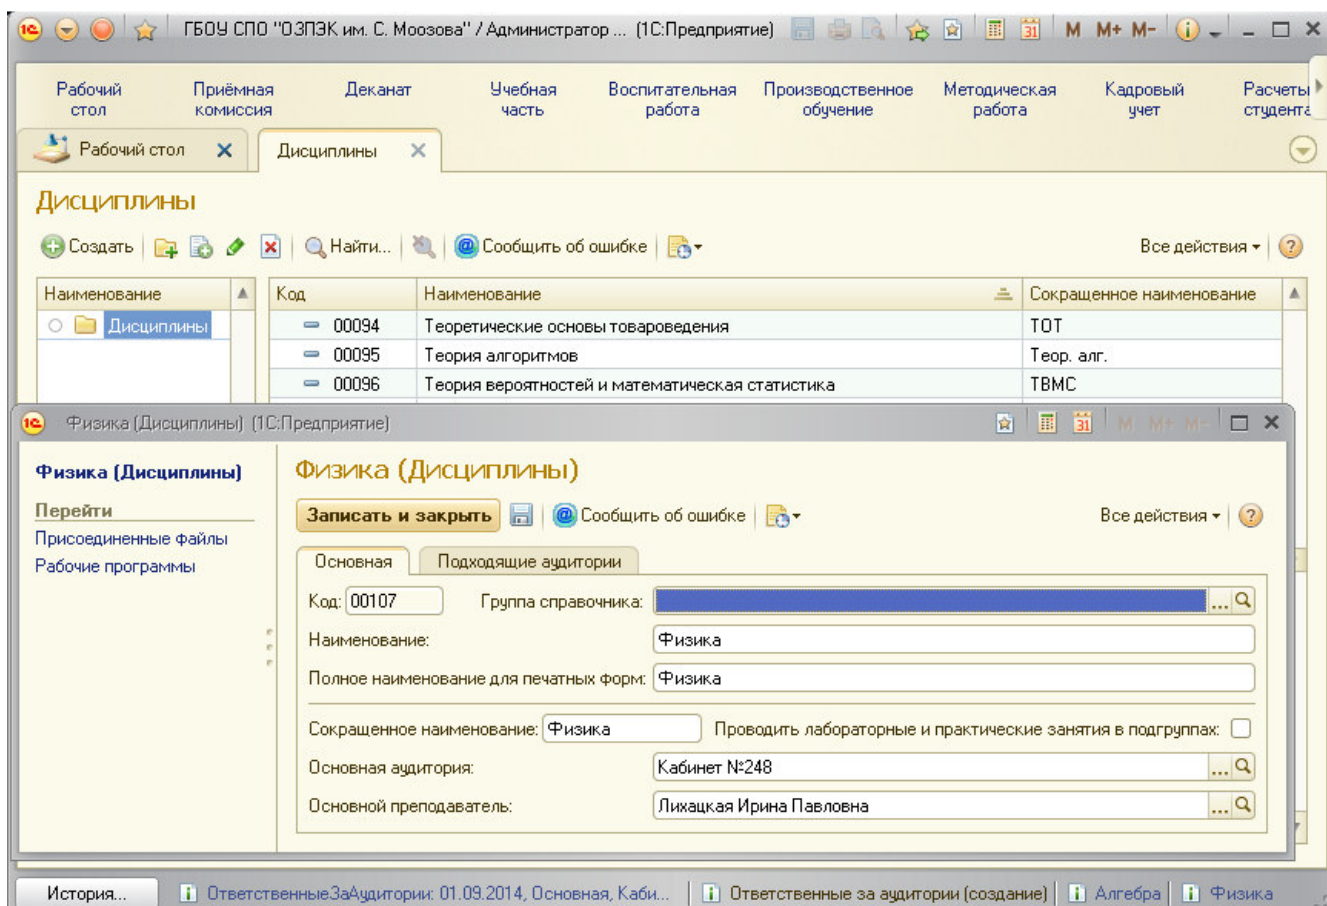 ГБОУ СПО "ОЗПЭК им. С. Моозова" / Администратор ... (1С:Предприятие) M M+ M-
Рабочий стол Приёмная комиссия Деканат Учебная часть Воспитательная работа Производственное обучение Методическая работа Кадровый учет Расчеты студента
Рабочий стол Дисциплины
Дисциплины
Создать Найти... Сообщить об ошибке Все действия
Наименование Код Наименование Сокращенное наименование
Дисциплины 00094 Теоретические основы товароведения ТОТ
00095 Теория алгоритмов Теор. алг.
00096 Теория вероятностей и математическая статистика ТВМС
Физика (Дисциплины) (1С:Предприятие) M M+ M-
Физика (Дисциплины) Физика (Дисциплины)
Перейти Записать и закрыть Сообщить об ошибке Все действия
Присоединенные файлы
Рабочие программы Основная Подходящие аудитории
Код: 00107 Группа справочника: ...
Наименование: Физика
Полное наименование для печатных форм: Физика
Сокращенное наименование: Физика Проводить лабораторные и практические занятия в подгруппах:
Основная аудитория: Кабинет №248 ...
Основной преподаватель: Лихацкая Ирина Павловна ...
История... ОтветственныеЗаАудитории: 01.09.2014, Основная, Каби... Ответственные за аудитории (создание) Алгебра Физика